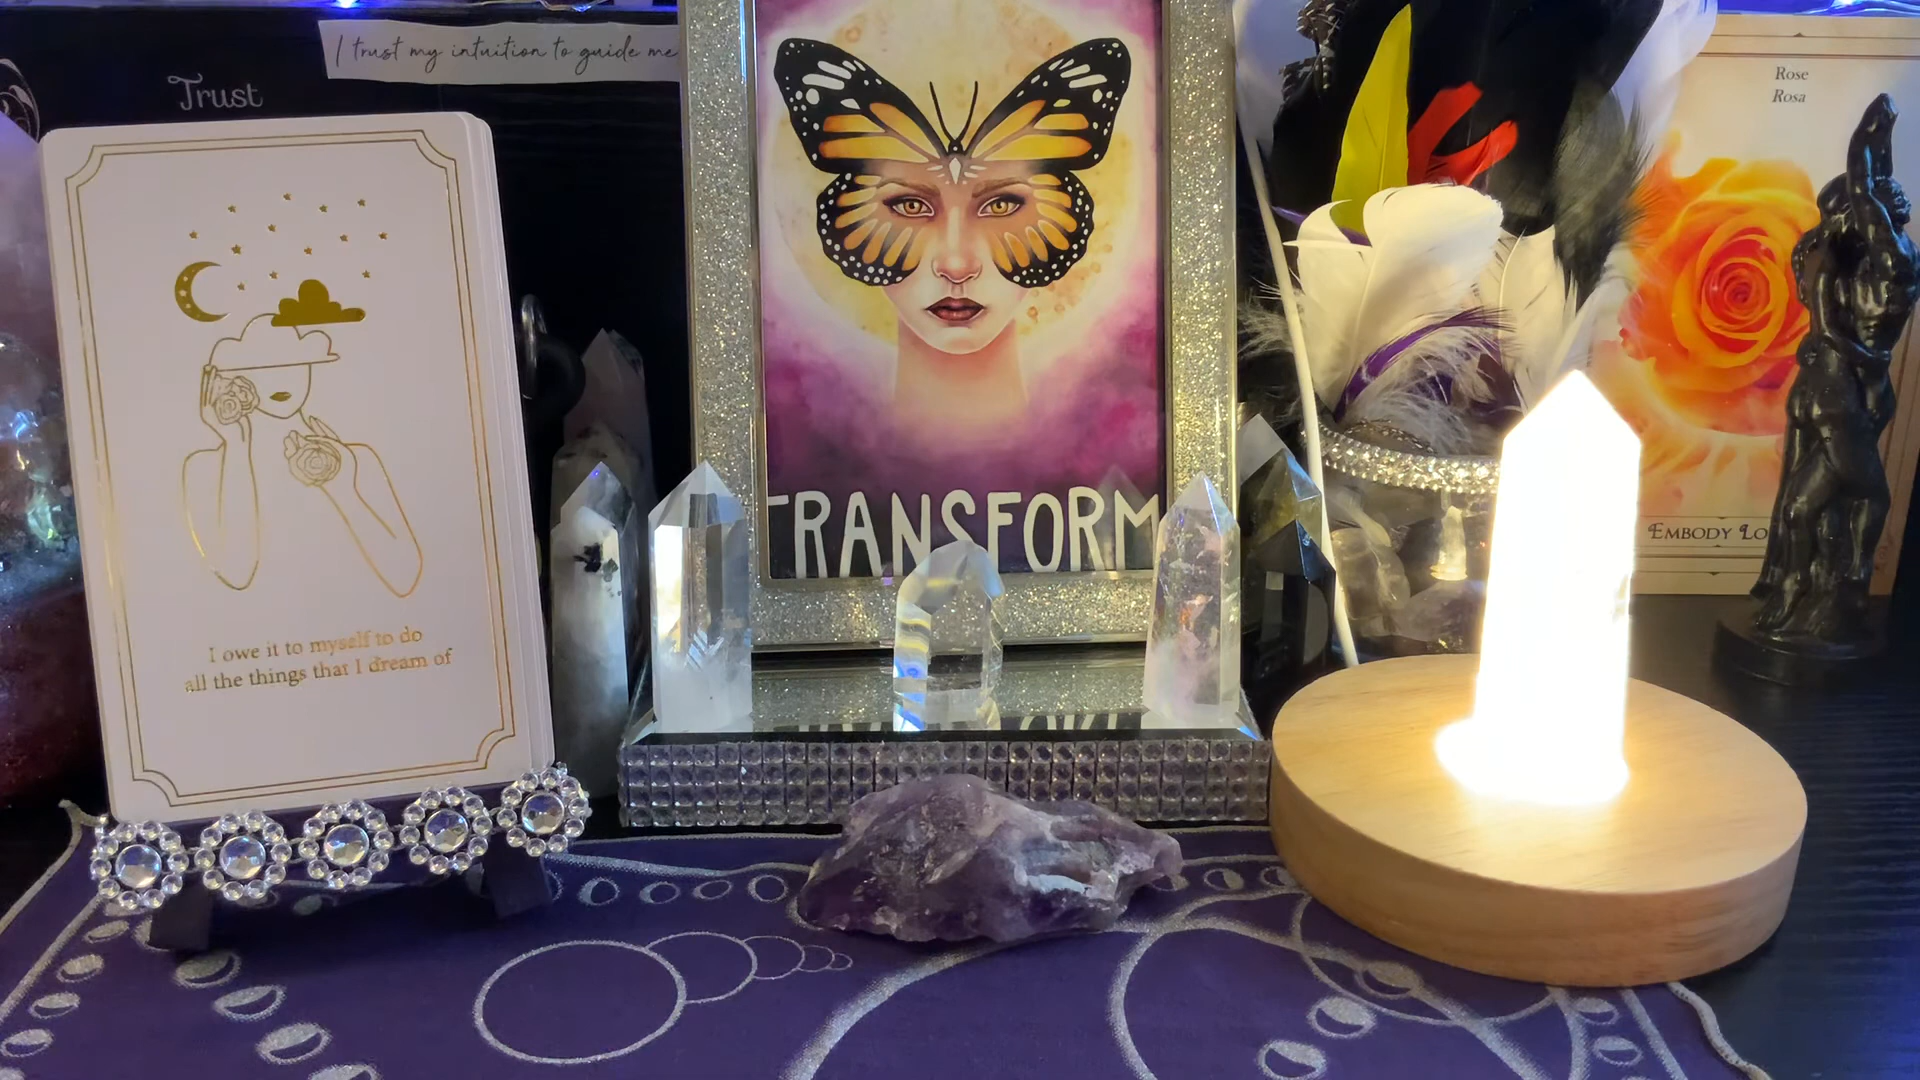 I trust my intuition to guide me
Trust
I owe it to myself to do
all the things that I dream of
TRANSFORM
Rose
Rosa
EMBODY LO